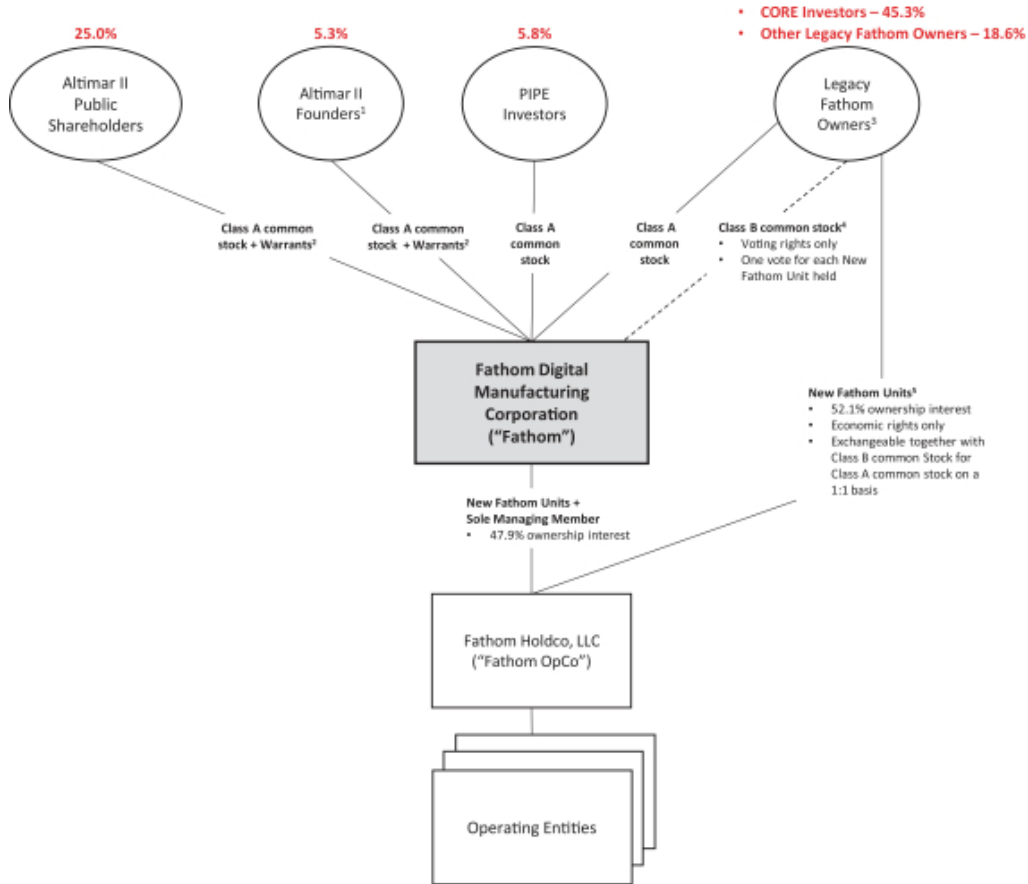 • CORE Investors – 45.3%
• Other Legacy Fathom Owners – 18.6%
25.0%
5.3%
5.8%
Altimar II
Public
Shareholders
Altimar II
Founders¹
PIPE
Investors
Legacy
Fathom
Owners³
Class A common
stock + Warrants²
Class A common
stock + Warrants²
Class A
common
stock
Class A
common
stock
Class B common stock⁴
• Voting rights only
• One vote for each New
Fathom Unit held
Fathom Digital
Manufacturing
Corporation
(“Fathom”)
New Fathom Units⁵
• 52.1% ownership interest
• Economic rights only
• Exchangeable together with
Class B common Stock for
Class A common stock on a
1:1 basis
New Fathom Units +
Sole Managing Member
• 47.9% ownership interest
Fathom Holdco, LLC
(“Fathom OpCo”)
Operating Entities